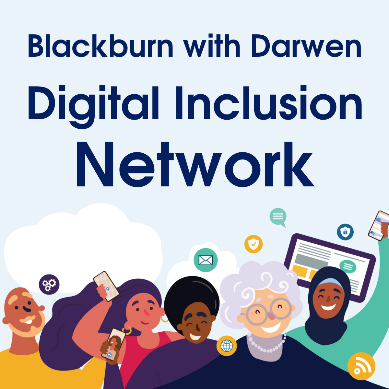 Blackburn with Darwen
Digital Inclusion
Network